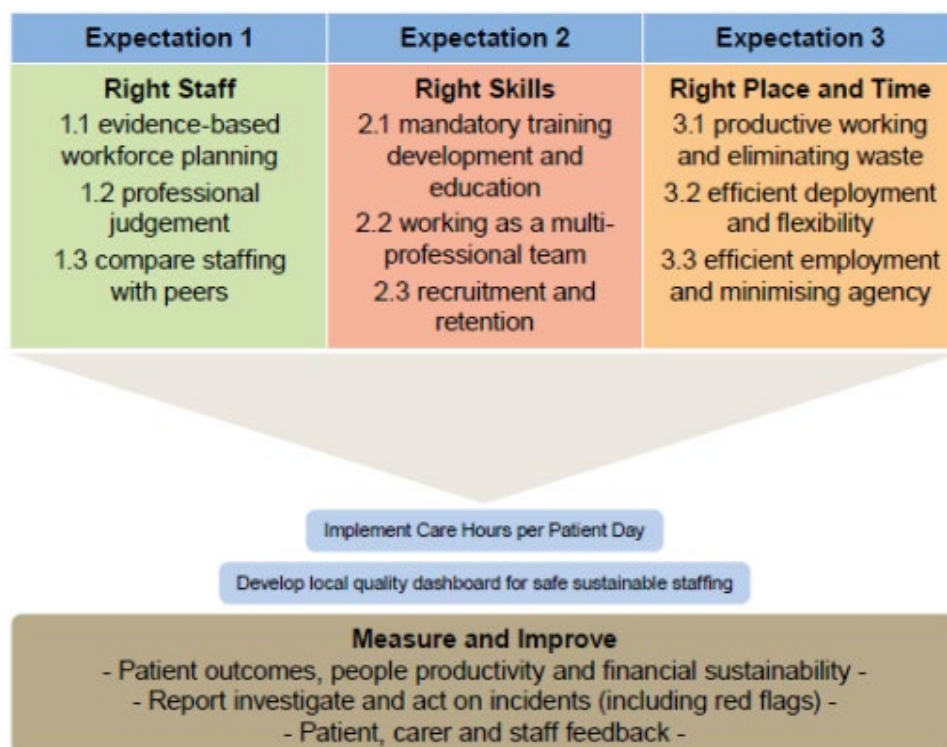 Expectation 1
Expectation 2
Expectation 3
Right Staff
1.1 evidence-based
workforce planning
1.2 professional
judgement
1.3 compare staffing
with peers
Right Skills
2.1 mandatory training
development and
education
2.2 working as a multi-
professional team
2.3 recruitment and
retention
Right Place and Time
3.1 productive working
and eliminating waste
3.2 efficient deployment
and flexibility
3.3 efficient employment
and minimising agency
Implement Care Hours per Patient Day
Develop local quality dashboard for safe sustainable staffing
Measure and Improve
- Patient outcomes, people productivity and financial sustainability -
- Report investigate and act on incidents (including red flags) -
- Patient, carer and staff feedback -